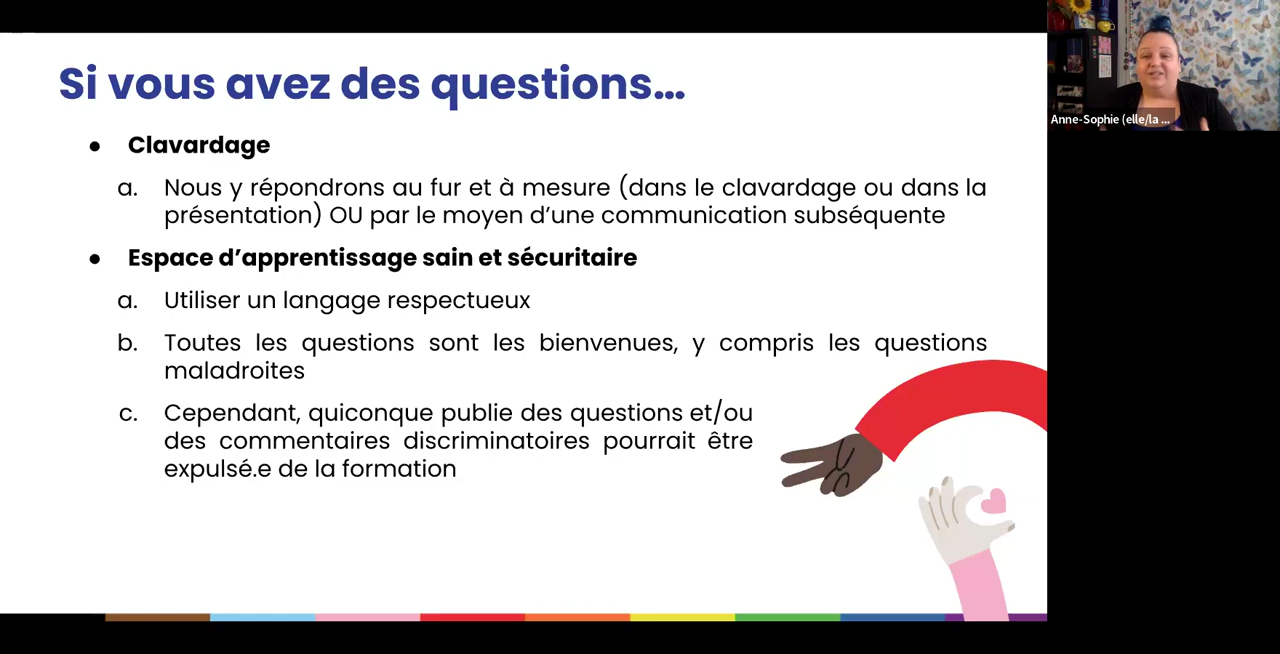 Si vous avez des questions...
● Clavardage
a. Nous y répondrons au fur et à mesure (dans le clavardage ou dans la
présentation) OU par le moyen d’une communication subséquente
● Espace d’apprentissage sain et sécuritaire
a. Utiliser un langage respectueux
b. Toutes les questions sont les bienvenues, y compris les questions
maladroites
c. Cependant, quiconque publie des questions et/ou
des commentaires discriminatoires pourrait être
expulsé.e de la formation
Anne-Sophie (elle/la ...